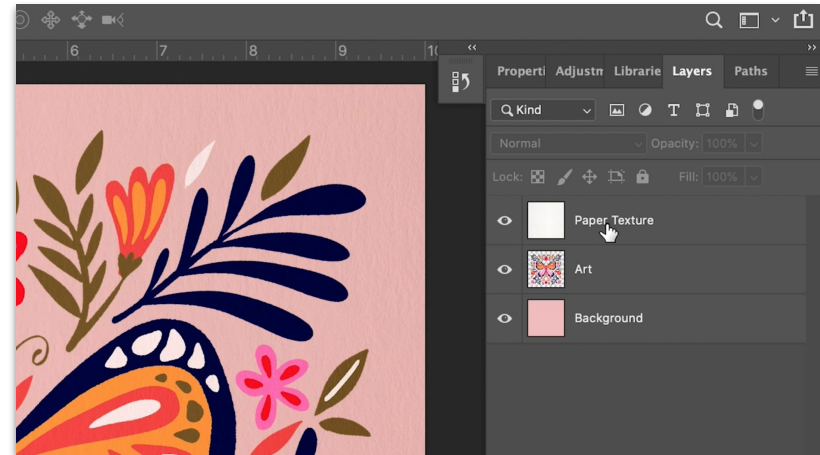 6 7 8 9 10
Properti Adjustm Librarie Layers Paths
Kind
Normal Opacity: 100%
Lock: Fill: 100%
Paper Texture
Art
Background